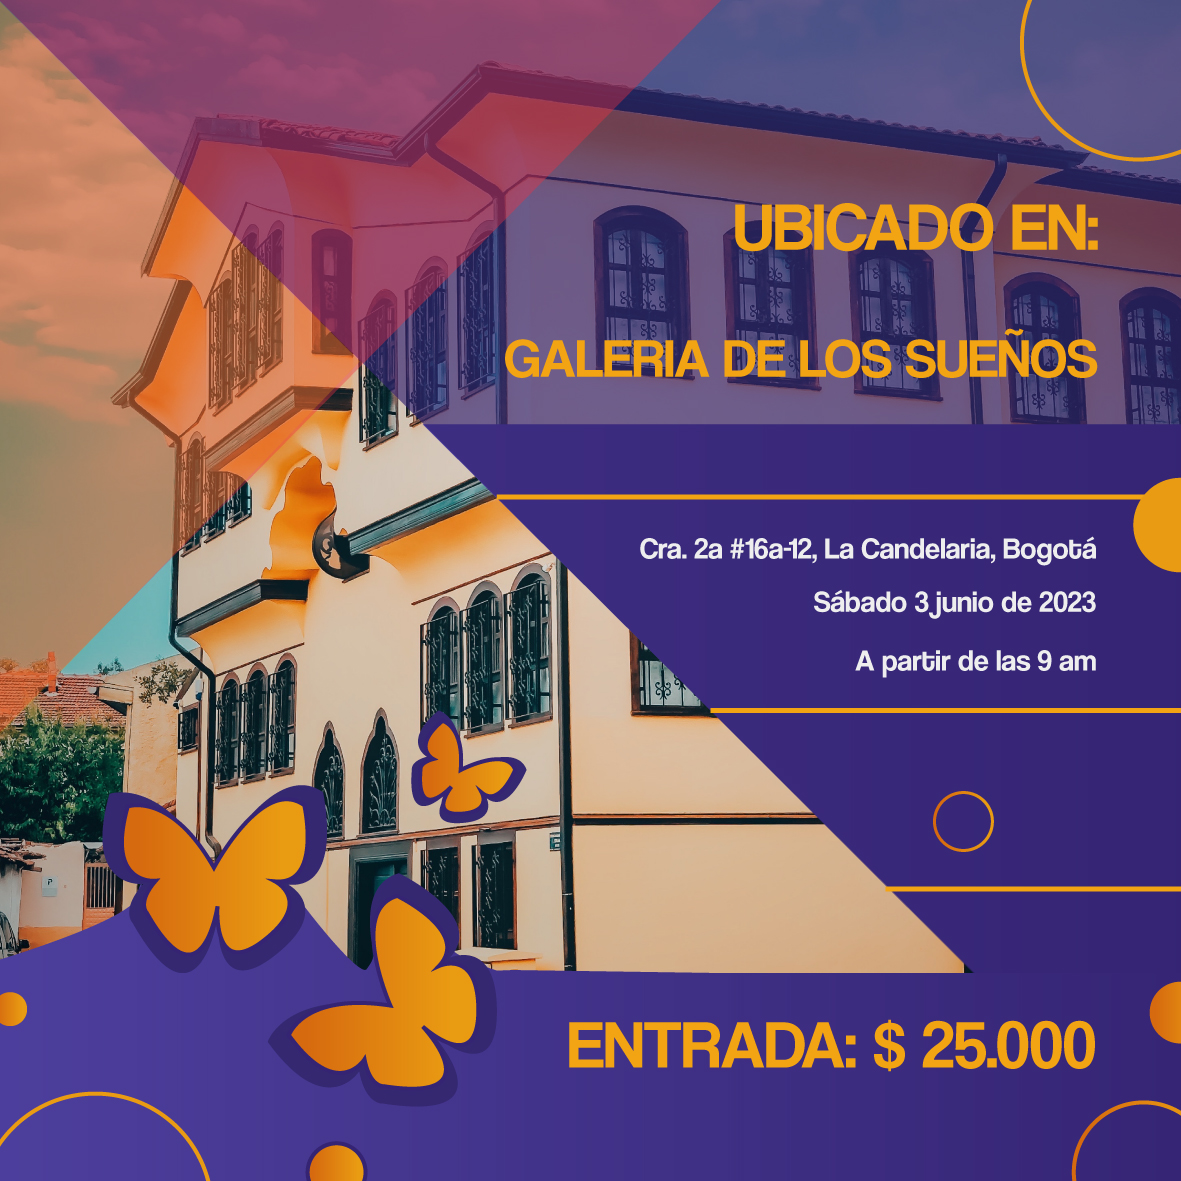 UBICADO EN:
GALERIA DE LOS SUEÑOS
Cra. 2a #16a-12, La Candelaria, Bogotá
Sábado 3 junio de 2023
A partir de las 9 am
P
ENTRADA: $ 25.000